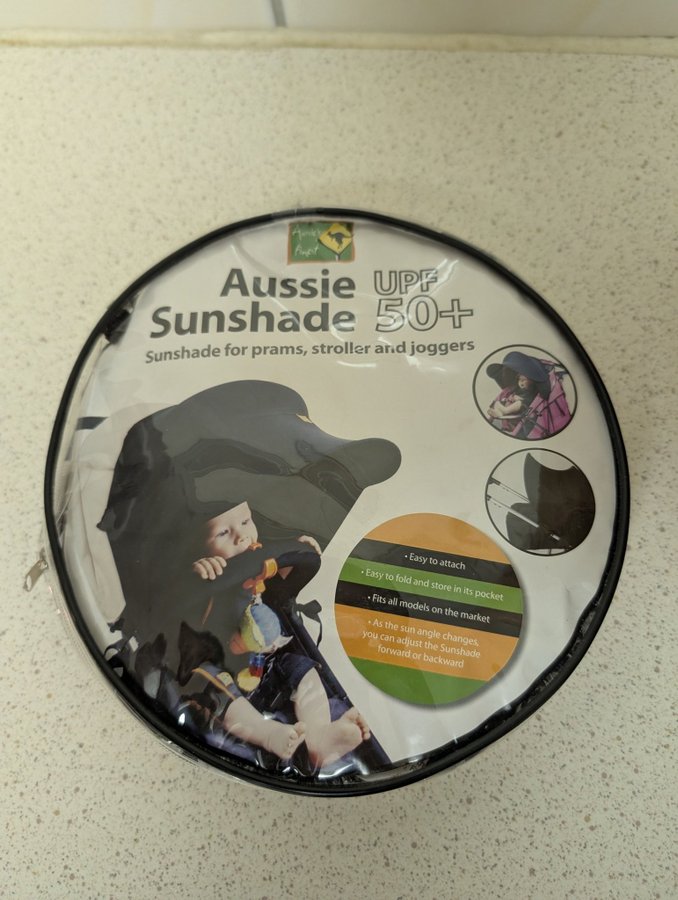 Aussie UPF
Sunshade 50+
Sunshade for prams, stroller and joggers
• Easy to attach
• Easy to fold and store in its pocket
• Fits all models on the market
• As the sun angle changes,
you can adjust the Sunshade
forward or backward